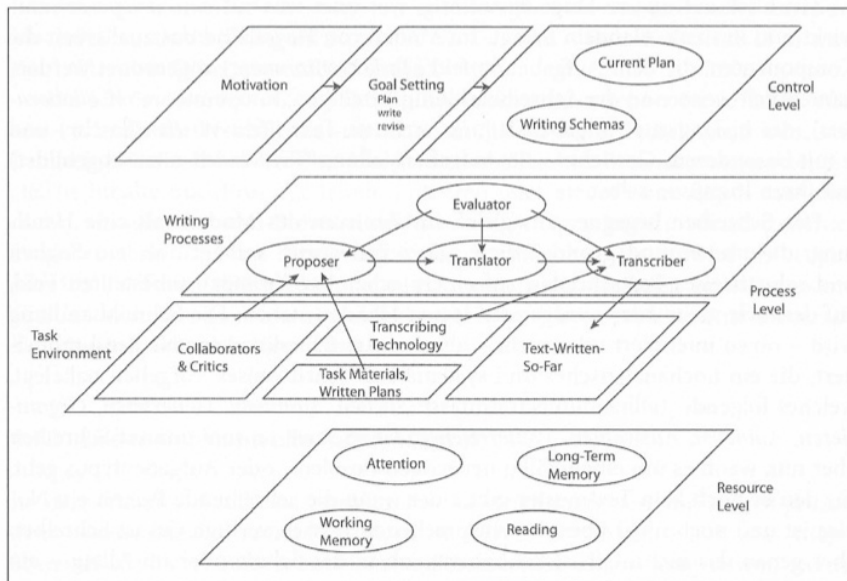 Motivation
Goal Setting
Plan
write
revise
Current Plan
Writing Schemas
Control
Level
Writing
Processes
Evaluator
Proposer
Translator
Transcriber
Process
Level
Task
Environment
Collaborators
& Critics
Transcribing
Technology
Task Materials,
Written Plans
Text-Written-
So-Far
Attention
Long-Term
Memory
Working
Memory
Reading
Resource
Level